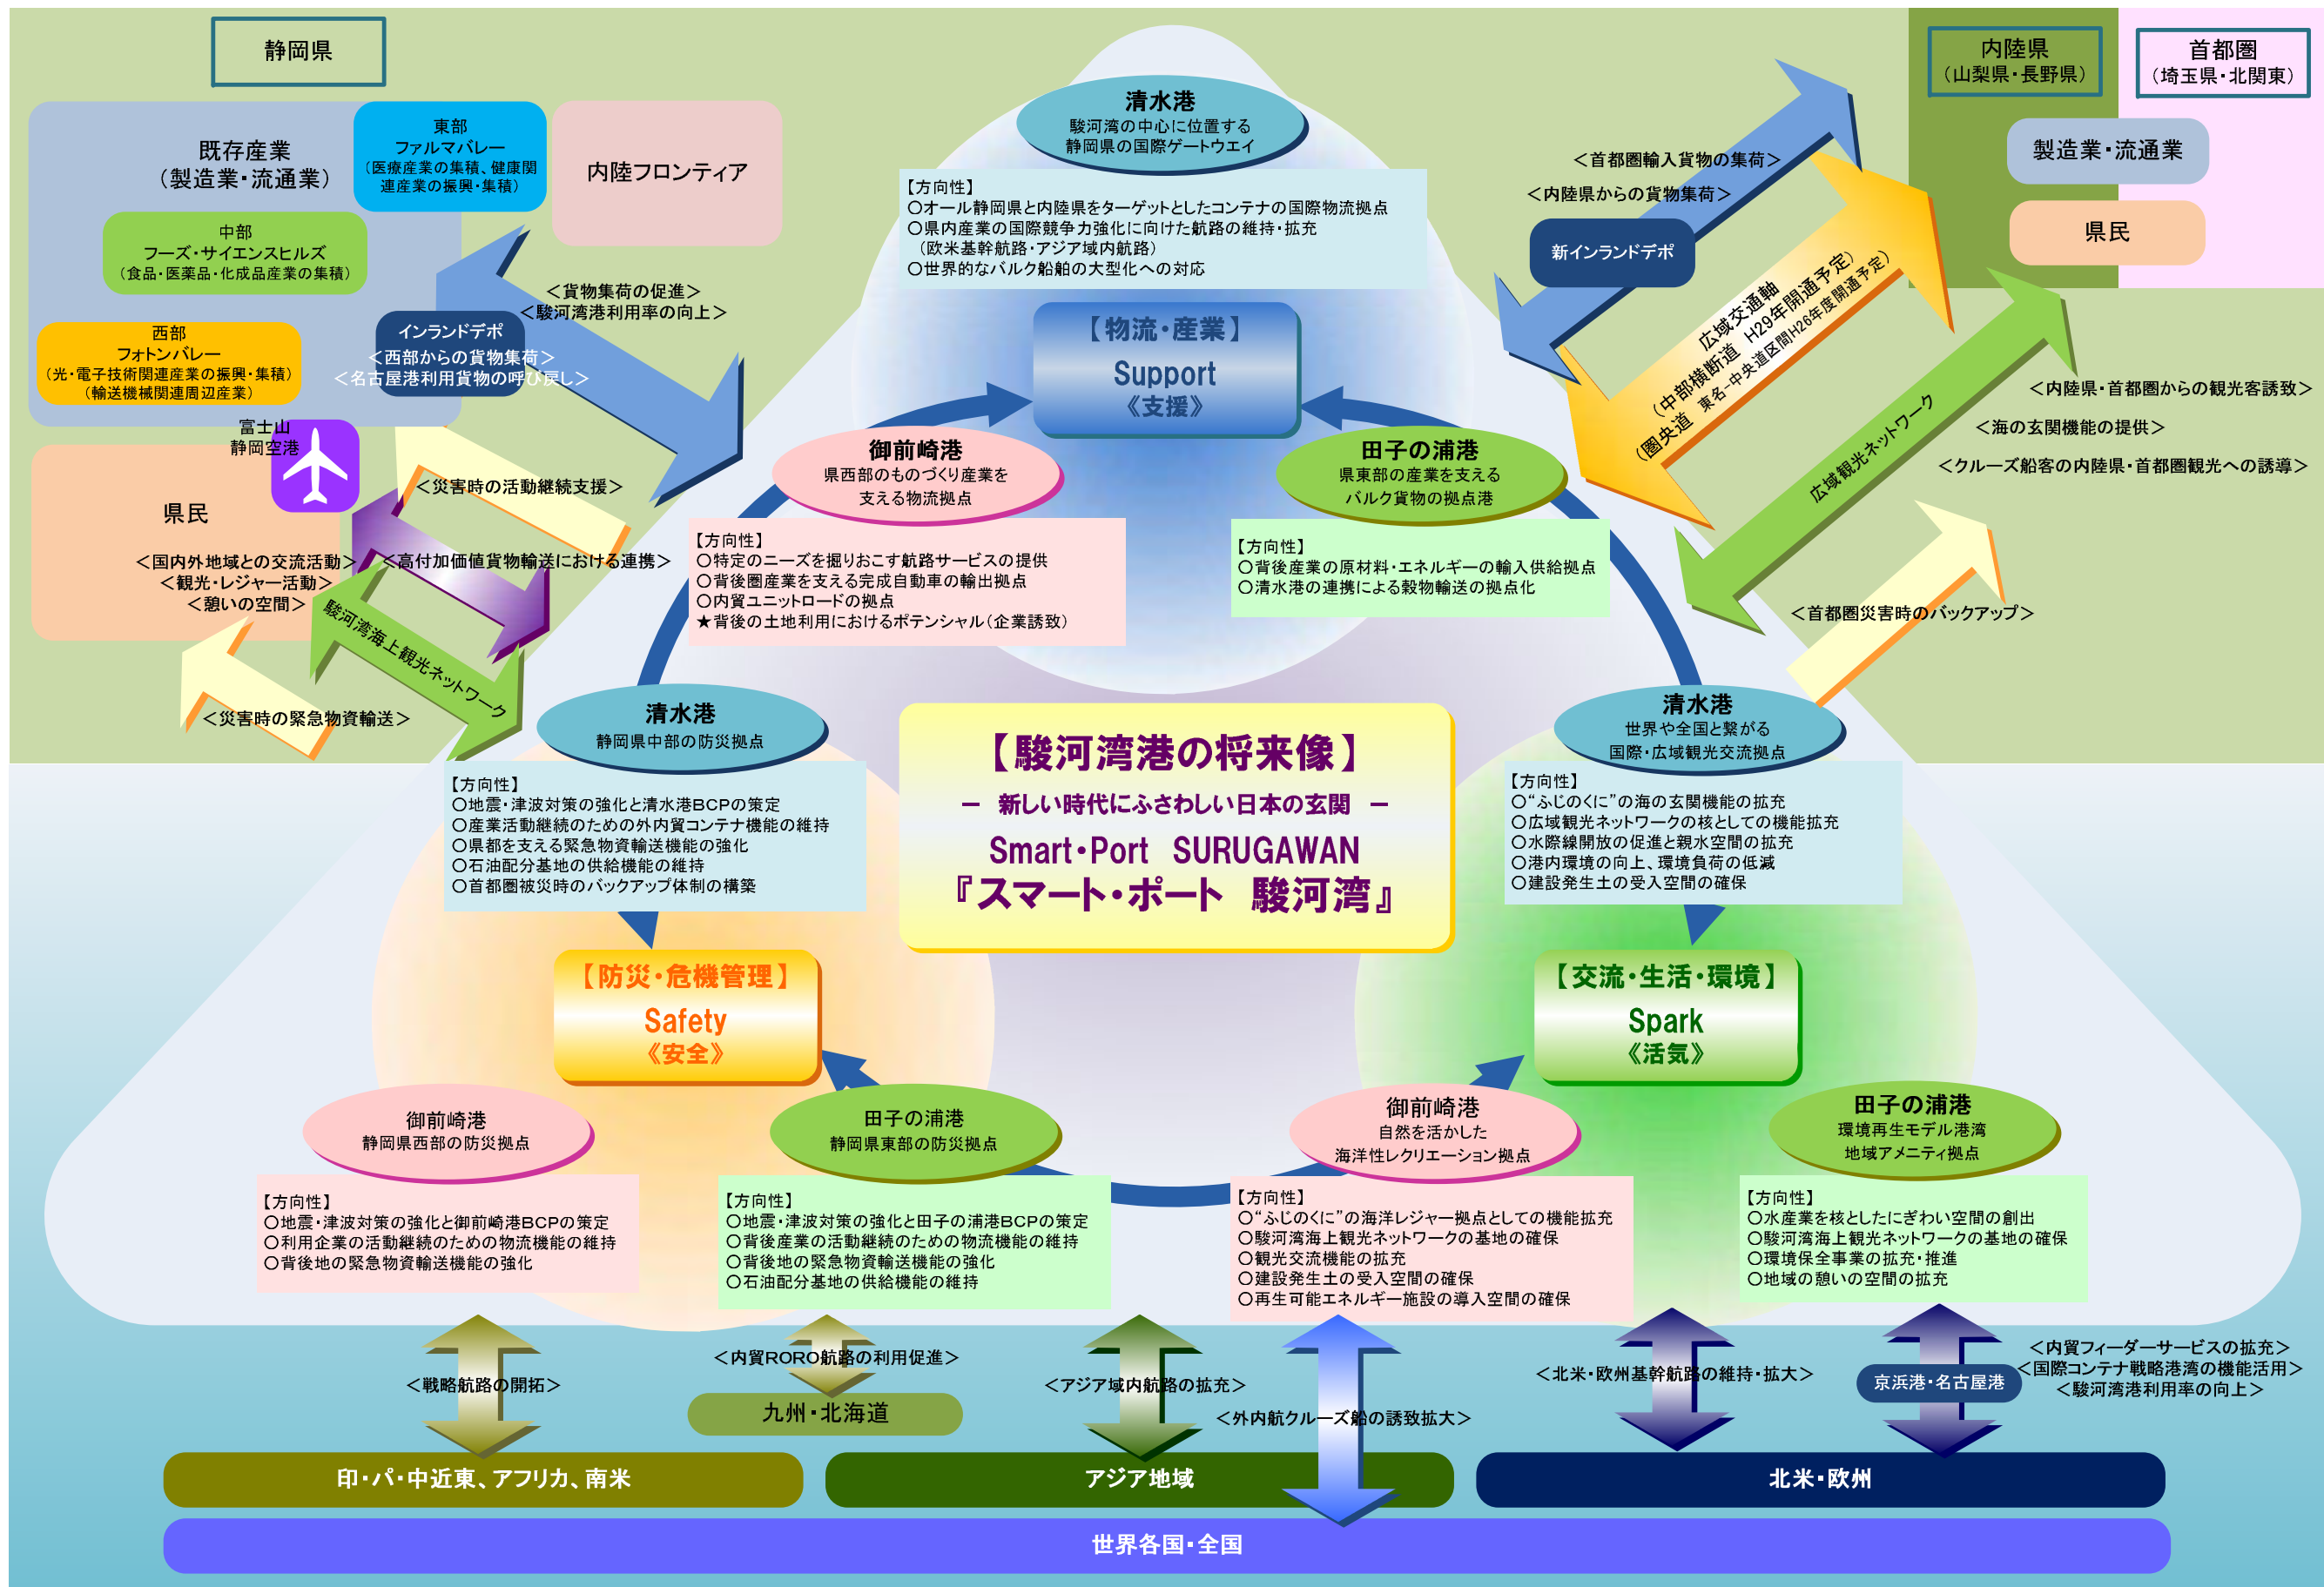 静岡県
既存産業
（製造業・流通業）
東部
ファルマバレー
（医療産業の集積、健康関
連産業の振興・集積）
内陸フロンティア
中部
フーズ・サイエンスヒルズ
（食品・医薬品・化成品産業の集積）
西部
フォトンバレー
（光・電子技術関連産業の振興・集積）
（輸送機械関連周辺産業）
インランドデポ
＜西部からの貨物集荷＞
＜名古屋港利用貨物の呼び戻し＞
＜貨物集荷の促進＞
＜駿河湾港利用率の向上＞
富士山
静岡空港
県民
＜国内外地域との交流活動＞
＜観光・レジャー活動＞
＜憩いの空間＞
＜災害時の活動継続支援＞
＜高付加価値貨物輸送における連携＞
駿河湾海上観光ネットワーク
＜災害時の緊急物資輸送＞
内陸県
（山梨県・長野県）
首都圏
（埼玉県・北関東）
製造業・流通業
県民
＜首都圏輸入貨物の集荷＞
＜内陸県からの貨物集荷＞
新インランドデポ
広域交通軸
（中部横断道　H29年開通予定）
（圏央道　東名-中央道区間H26年度開通予定）
広域観光ネットワーク
＜内陸県・首都圏からの観光客誘致＞
＜海の玄関機能の提供＞
＜クルーズ船客の内陸県・首都圏観光への誘導＞
＜首都圏災害時のバックアップ＞
清水港
駿河湾の中心に位置する
静岡県の国際ゲートウエイ
【方向性】
○オール静岡県と内陸県をターゲットとしたコンテナの国際物流拠点
○県内産業の国際競争力強化に向けた航路の維持・拡充
（欧米基幹航路・アジア域内航路）
○世界的なバルク船舶の大型化への対応
【物流・産業】
Support
《支援》
御前崎港
県西部のものづくり産業を
支える物流拠点
【方向性】
○特定のニーズを掘りおこす航路サービスの提供
○背後圏産業を支える完成自動車の輸出拠点
○内貿ユニットロードの拠点
★背後の土地利用におけるポテンシャル（企業誘致）
田子の浦港
県東部の産業を支える
バルク貨物の拠点港
【方向性】
○背後産業の原材料・エネルギーの輸入供給拠点
○清水港の連携による穀物輸送の拠点化
【駿河湾港の将来像】
－　新しい時代にふさわしい日本の玄関　－
Smart・Port　SURUGAWAN
『スマート・ポート　駿河湾』
清水港
静岡県中部の防災拠点
【方向性】
○地震・津波対策の強化と清水港BCPの策定
○産業活動継続のための外内貿コンテナ機能の維持
○県都を支える緊急物資輸送機能の強化
○石油配分基地の供給機能の維持
○首都圏被災時のバックアップ体制の構築
【防災・危機管理】
Safety
《安全》
御前崎港
静岡県西部の防災拠点
【方向性】
○地震・津波対策の強化と御前崎港BCPの策定
○利用企業の活動継続のための物流機能の維持
○背後地の緊急物資輸送機能の強化
田子の浦港
静岡県東部の防災拠点
【方向性】
○地震・津波対策の強化と田子の浦港BCPの策定
○背後産業の活動継続のための物流機能の維持
○背後地の緊急物資輸送機能の強化
○石油配分基地の供給機能の維持
清水港
世界や全国と繋がる
国際・広域観光交流拠点
【方向性】
○“ふじのくに”の海の玄関機能の拡充
○広域観光ネットワークの核としての機能拡充
○水際線開放の促進と親水空間の拡充
○港内環境の向上、環境負荷の低減
○建設発生土の受入空間の確保
【交流・生活・環境】
Spark
《活気》
御前崎港
自然を活かした
海洋性レクリエーション拠点
【方向性】
○“ふじのくに”の海洋レジャー拠点としての機能拡充
○駿河湾海上観光ネットワークの基地の確保
○観光交流機能の拡充
○建設発生土の受入空間の確保
○再生可能エネルギー施設の導入空間の確保
田子の浦港
環境再生モデル港湾
地域アメニティ拠点
【方向性】
○水産業を核としたにぎわい空間の創出
○駿河湾海上観光ネットワークの基地の確保
○環境保全事業の拡充・推進
○地域の憩いの空間の拡充
＜戦略航路の開拓＞
＜内貿RORO航路の利用促進＞
九州・北海道
＜アジア域内航路の拡充＞
＜外内航クルーズ船の誘致拡大＞
＜北米・欧州基幹航路の維持・拡大＞
京浜港・名古屋港
＜内貿フィーダーサービスの拡充＞
＜国際コンテナ戦略港湾の機能活用＞
＜駿河湾港利用率の向上＞
印・パ・中近東、アフリカ、南米
アジア地域
北米・欧州
世界各国・全国